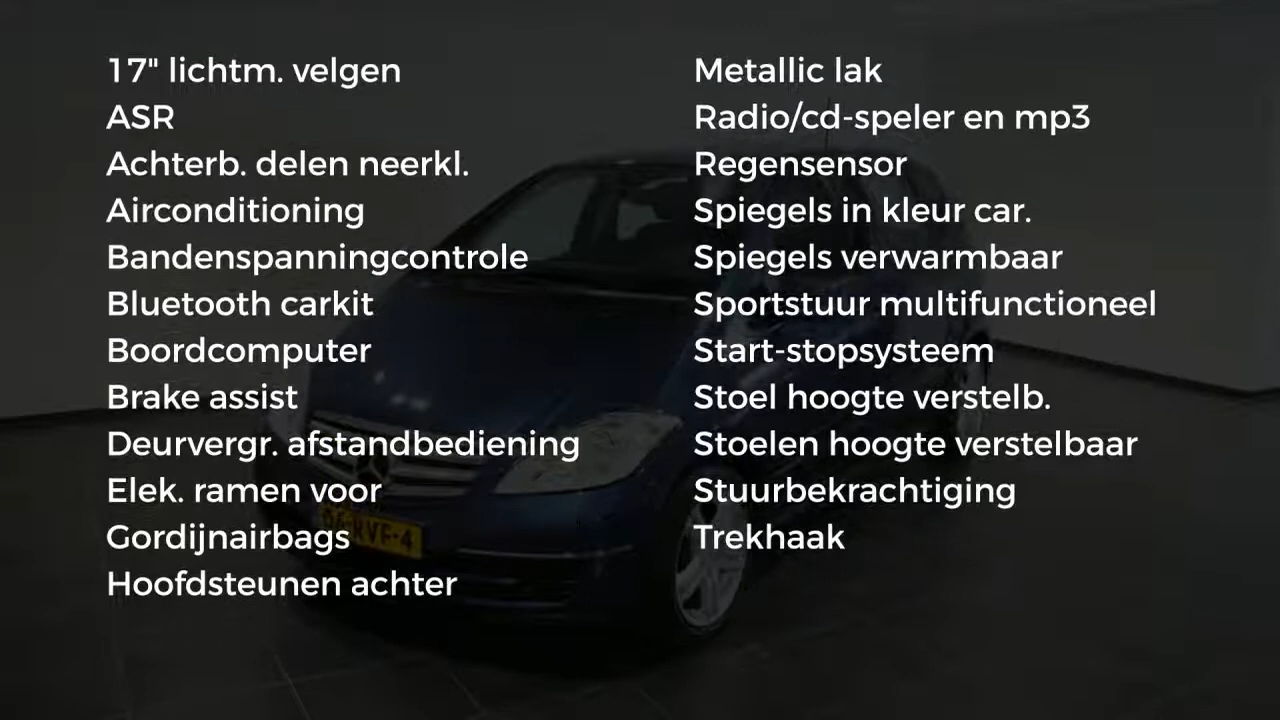 17" lichtm. velgen
ASR
Achterb. delen neerkl.
Airconditioning
Bandenspanningcontrole
Bluetooth carkit
Boordcomputer
Brake assist
Deurvergr. afstandbediening
Elek. ramen voor
Gordijnairbags
Hoofdsteunen achter
Metallic lak
Radio/cd-speler en mp3
Regensensor
Spiegels in kleur car.
Spiegels verwarmbaar
Sportstuur multifunctioneel
Start-stopsysteem
Stoel hoogte verstelb.
Stoelen hoogte verstelbaar
Stuurbekrachtiging
Trekhaak